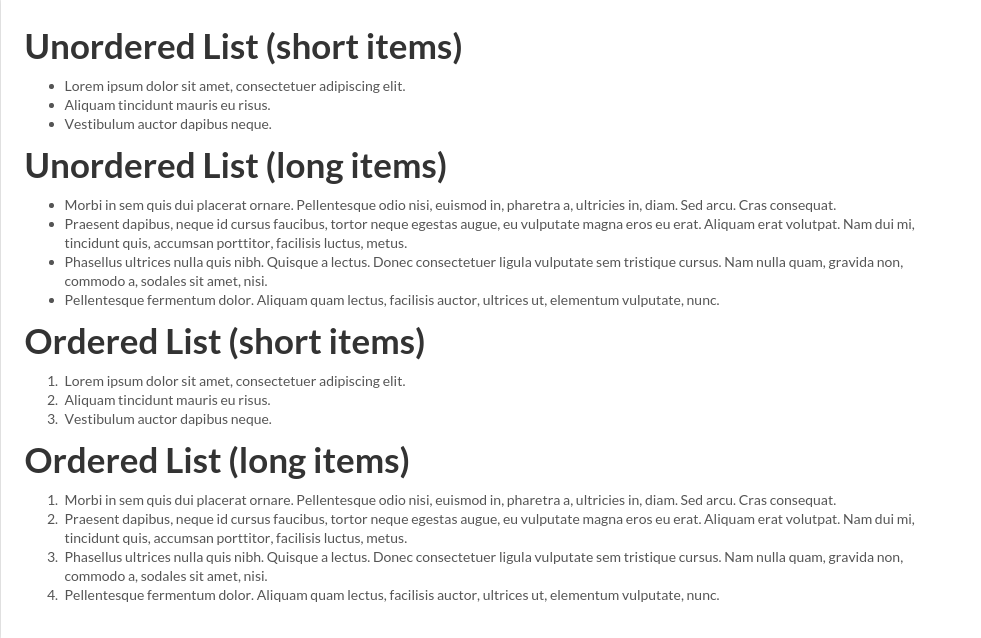 Unordered List (short items)
• Lorem ipsum dolor sit amet, consectetuer adipiscing elit.
• Aliquam tincidunt mauris eu risus.
• Vestibulum auctor dapibus neque.
Unordered List (long items)
• Morbi in sem quis dui placerat ornare. Pellentesque odio nisi, euismod in, pharetra a, ultricies in, diam. Sed arcu. Cras consequat.
• Praesent dapibus, neque id cursus faucibus, tortor neque egestas augue, eu vulputate magna eros eu erat. Aliquam erat volutpat. Nam dui mi,
tincidunt quis, accumsan porttitor, facilisis luctus, metus.
• Phasellus ultrices nulla quis nibh. Quisque a lectus. Donec consectetuer ligula vulputate sem tristique cursus. Nam nulla quam, gravida non,
commodo a, sodales sit amet, nisi.
• Pellentesque fermentum dolor. Aliquam quam lectus, facilisis auctor, ultrices ut, elementum vulputate, nunc.
Ordered List (short items)
1. Lorem ipsum dolor sit amet, consectetuer adipiscing elit.
2. Aliquam tincidunt mauris eu risus.
3. Vestibulum auctor dapibus neque.
Ordered List (long items)
1. Morbi in sem quis dui placerat ornare. Pellentesque odio nisi, euismod in, pharetra a, ultricies in, diam. Sed arcu. Cras consequat.
2. Praesent dapibus, neque id cursus faucibus, tortor neque egestas augue, eu vulputate magna eros eu erat. Aliquam erat volutpat. Nam dui mi,
tincidunt quis, accumsan porttitor, facilisis luctus, metus.
3. Phasellus ultrices nulla quis nibh. Quisque a lectus. Donec consectetuer ligula vulputate sem tristique cursus. Nam nulla quam, gravida non,
commodo a, sodales sit amet, nisi.
4. Pellentesque fermentum dolor. Aliquam quam lectus, facilisis auctor, ultrices ut, elementum vulputate, nunc.